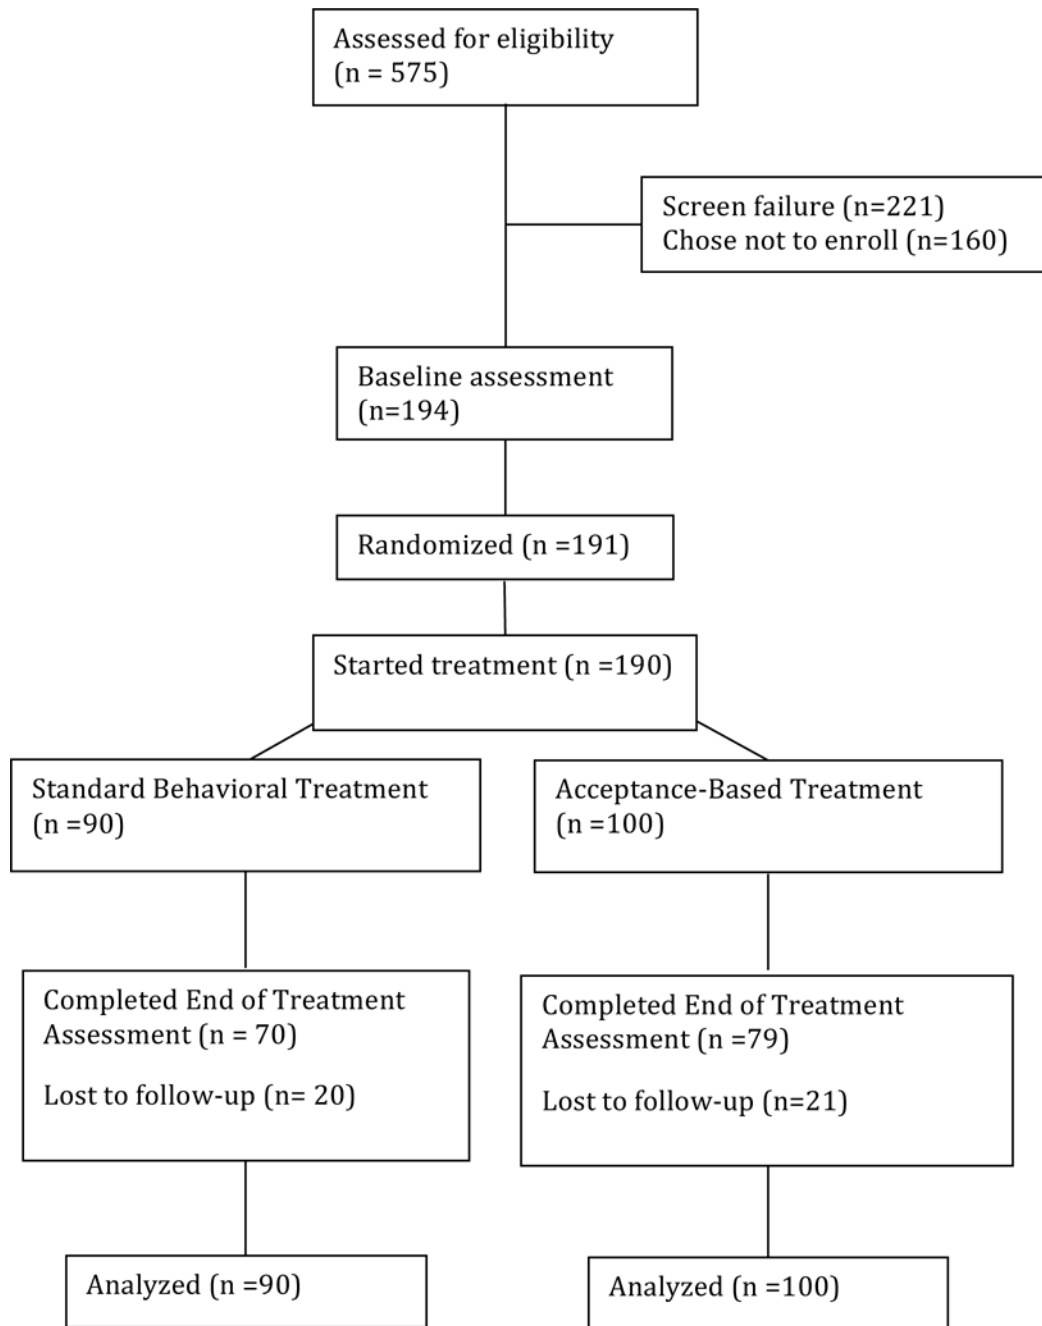 Assessed for eligibility
(n = 575)
Screen failure (n=221)
Chose not to enroll (n=160)
Baseline assessment
(n=194)
Randomized (n =191)
Started treatment (n =190)
Standard Behavioral Treatment
(n =90)
Acceptance-Based Treatment
(n =100)
Completed End of Treatment
Assessment (n = 70)
Lost to follow-up (n= 20)
Completed End of Treatment
Assessment (n =79)
Lost to follow-up (n=21)
Analyzed (n =90)
Analyzed (n =100)